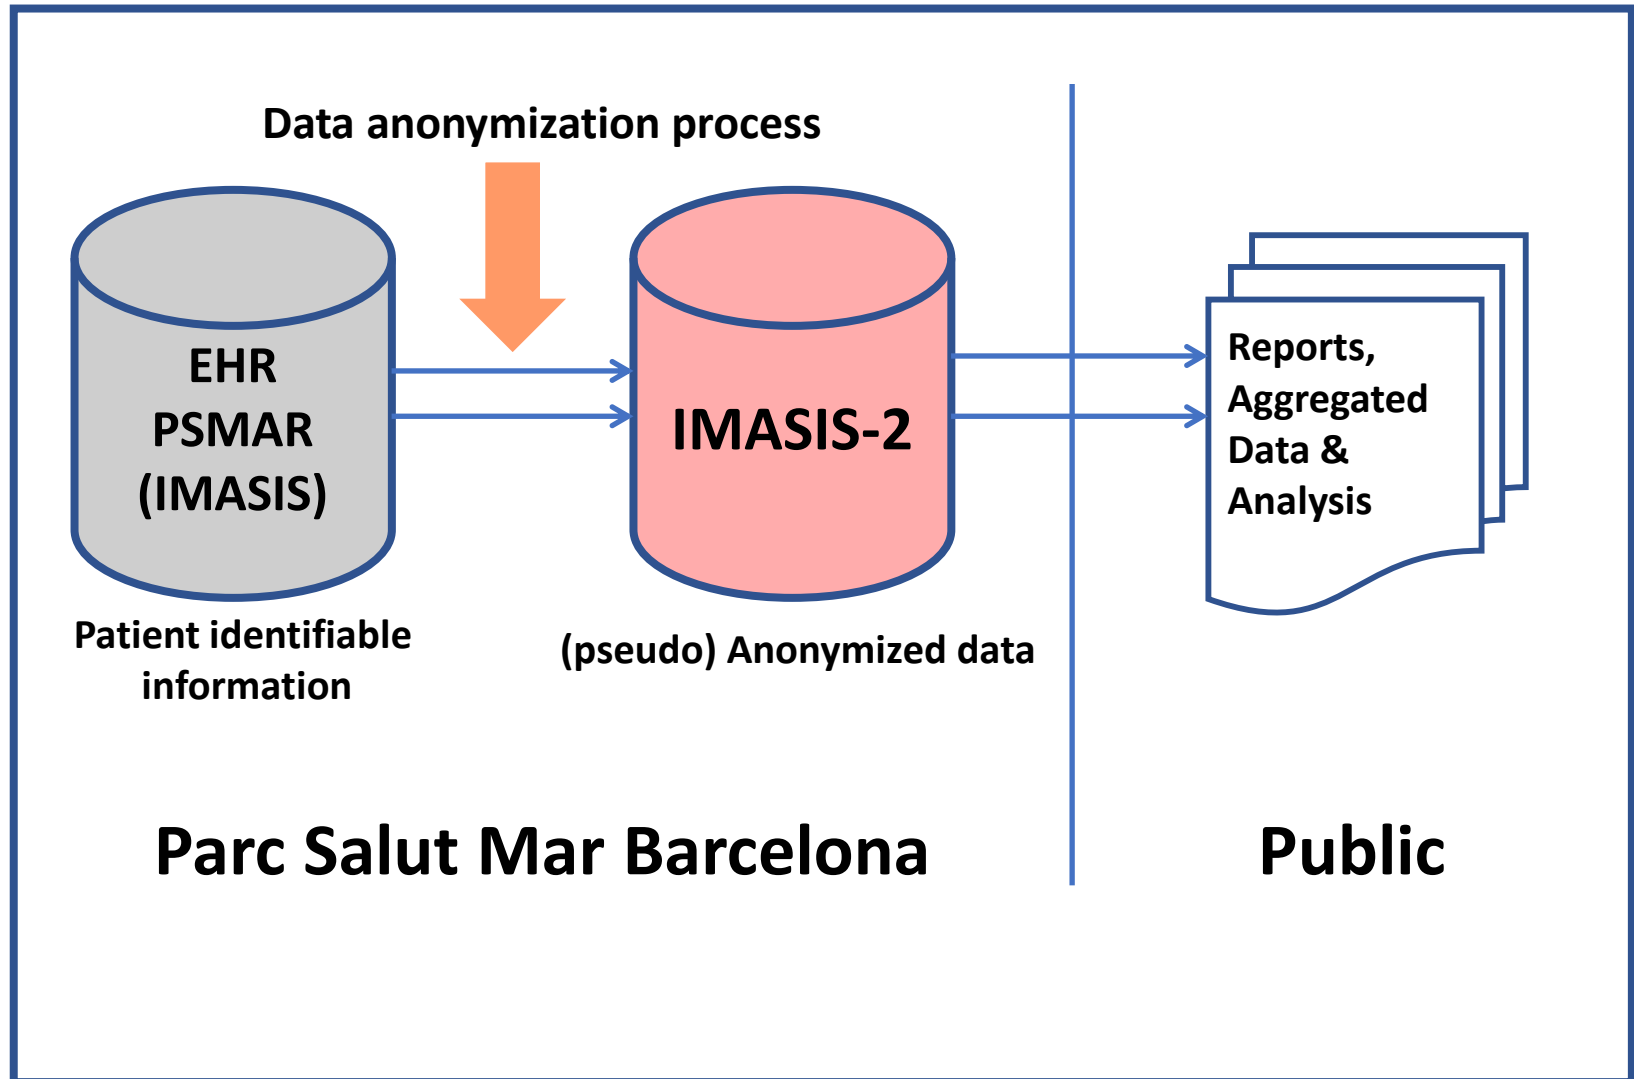 Data anonymization process
EHR
PSMAR
(IMASIS)
IMASIS-2
Reports,
Aggregated
Data &
Analysis
Patient identifiable
information
(pseudo) Anonymized data
Parc Salut Mar Barcelona
Public